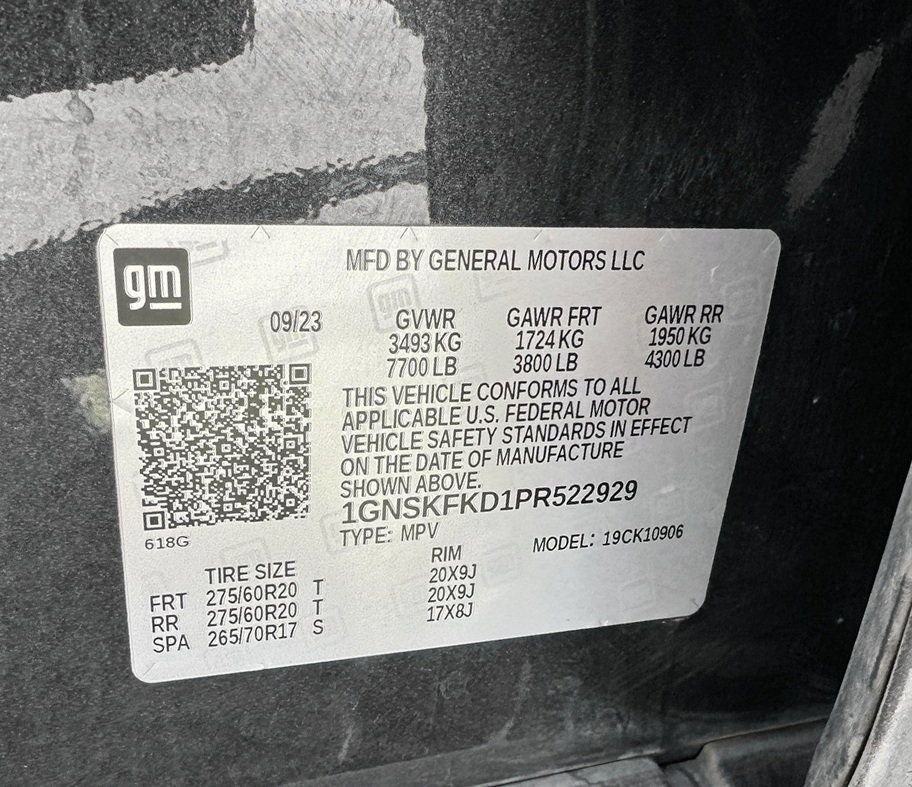 gm
MFD BY GENERAL MOTORS LLC
09/23 GVWR GAWR FRT GAWR RR
3493 KG 1724 KG 1950 KG
7700 LB 3800 LB 4300 LB
THIS VEHICLE CONFORMS TO ALL
APPLICABLE U.S. FEDERAL MOTOR
VEHICLE SAFETY STANDARDS IN EFFECT
ON THE DATE OF MANUFACTURE
SHOWN ABOVE.
1GNSKFKD1PR522929
618G
TYPE: MPV MODEL: 19CK10906
TIRE SIZE RIM
FRT 275/60R20 T 20X9J
RR 275/60R20 T 20X9J
SPA 265/70R17 S 17X8J